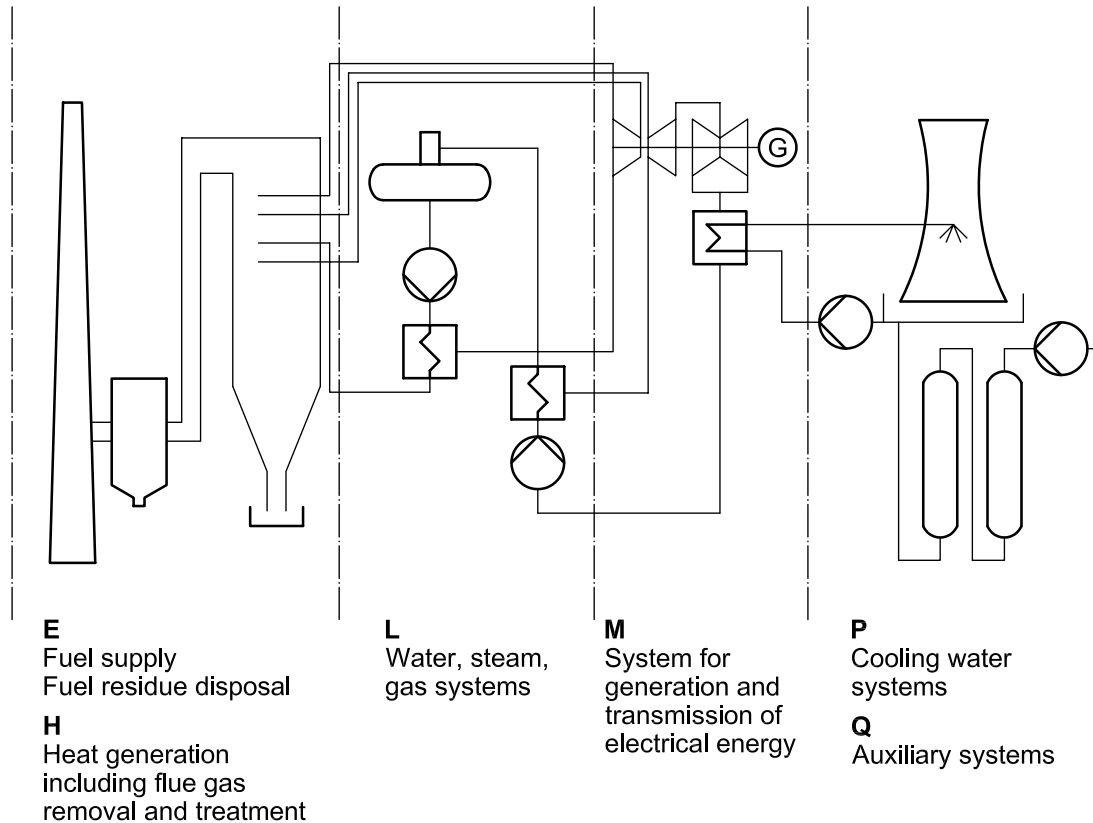 G
E
Fuel supply
Fuel residue disposal
H
Heat generation
including flue gas
removal and treatment
L
Water, steam,
gas systems
M
System for
generation and
transmission of
electrical energy
P
Cooling water
systems
Q
Auxiliary systems